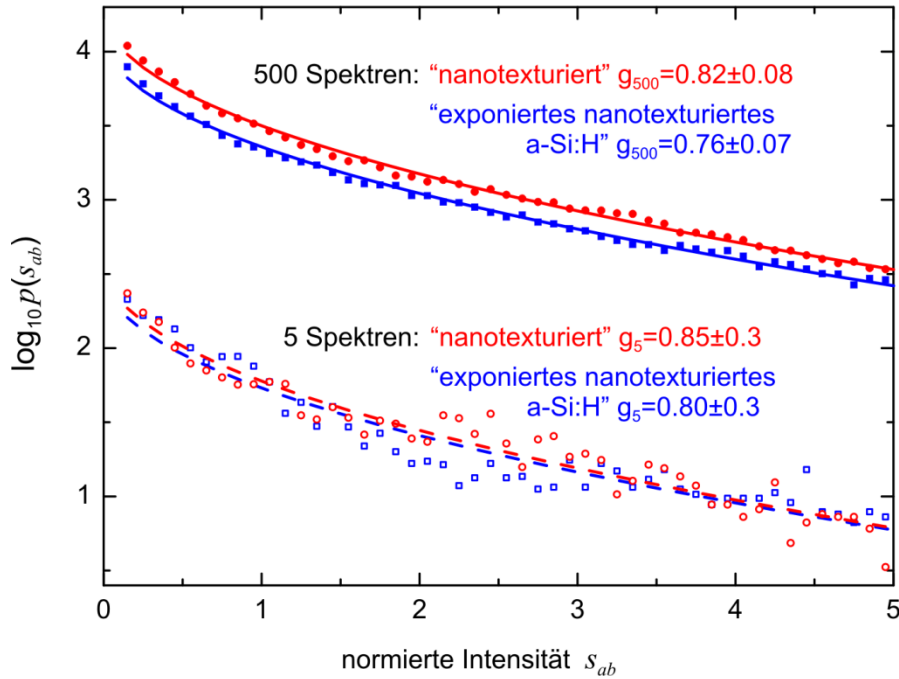 4
3
2
1
0
1
2
3
4
5
log₁₀p(s_ab)
normierte Intensität s_ab
500 Spektren: “nanotexturiert” g₅₀₀=0.82±0.08
“exponiertes nanotexturiertes
a-Si:H” g₅₀₀=0.76±0.07
5 Spektren: “nanotexturiert” g₅=0.85±0.3
“exponiertes nanotexturiertes
a-Si:H” g₅=0.80±0.3